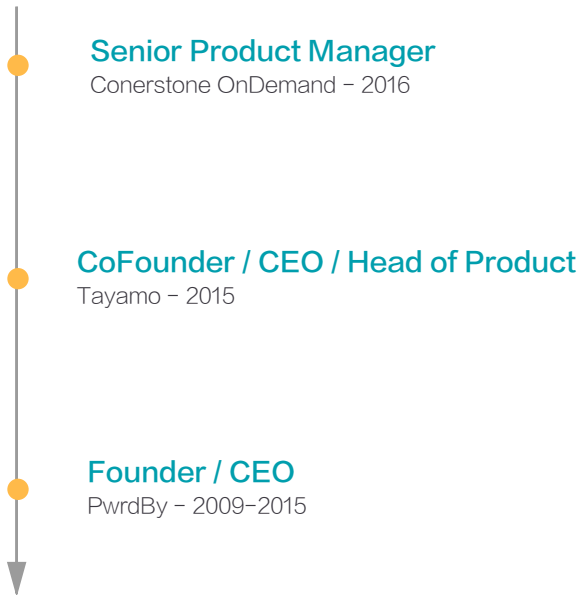 Senior Product Manager
Conerstone OnDemand - 2016
CoFounder / CEO / Head of Product
Tayamo - 2015
Founder / CEO
PwrdBy - 2009-2015